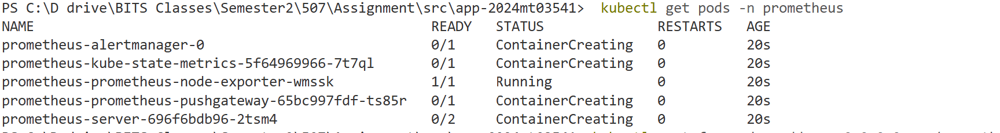 PS C:\D drive\BITS Classes\Semester2\507\Assignment\src\app-2024mt03541> kubectl get pods -n prometheus
NAME READY STATUS RESTARTS AGE
prometheus-alertmanager-0 0/1 ContainerCreating 0 20s
prometheus-kube-state-metrics-5f64969966-7t7ql 0/1 ContainerCreating 0 20s
prometheus-prometheus-node-exporter-wmssk 1/1 Running 0 20s
prometheus-prometheus-pushgateway-65bc997fdf-ts85r 0/1 ContainerCreating 0 20s
prometheus-server-696f6bdb96-2tsm4 0/2 ContainerCreating 0 20s